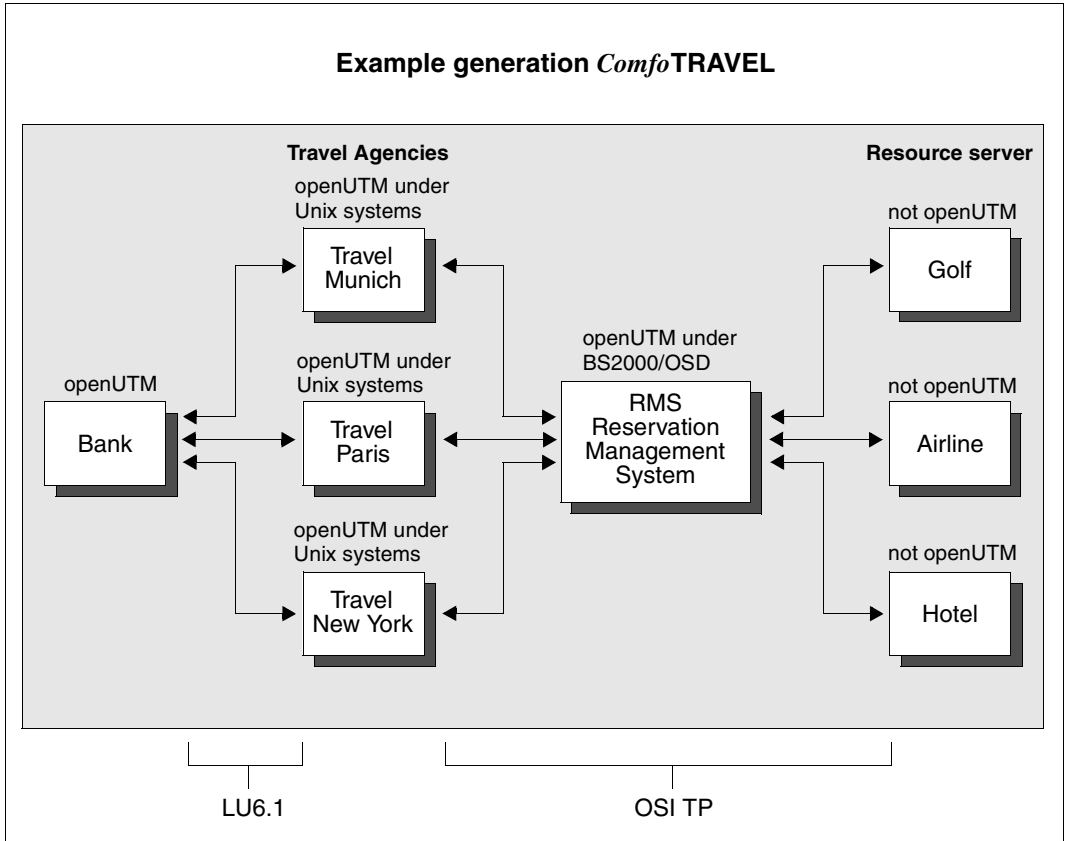 Example generation ComfoTRAVEL
Travel Agencies
Resource server
openUTM under
Unix systems
Travel
Munich
not openUTM
Golf
openUTM
Bank
openUTM under
Unix systems
Travel
Paris
openUTM under
BS2000/OSD
RMS
Reservation
Management
System
not openUTM
Airline
openUTM under
Unix systems
Travel
New York
not openUTM
Hotel
LU6.1
OSI TP